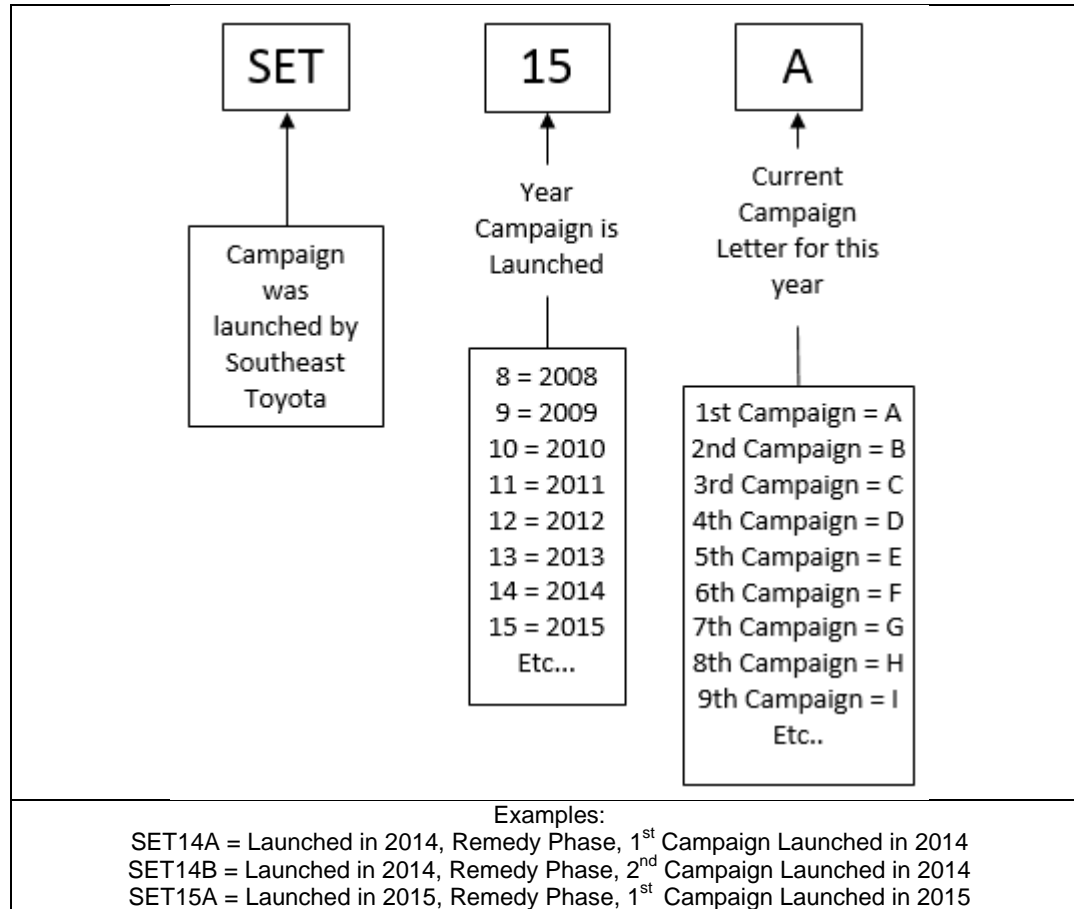 SET
15
A
Campaign
was
launched by
Southeast
Toyota
Year
Campaign is
Launched
8 = 2008
9 = 2009
10 = 2010
11 = 2011
12 = 2012
13 = 2013
14 = 2014
15 = 2015
Etc...
Current
Campaign
Letter for this
year
1st Campaign = A
2nd Campaign = B
3rd Campaign = C
4th Campaign = D
5th Campaign = E
6th Campaign = F
7th Campaign = G
8th Campaign = H
9th Campaign = I
Etc..
Examples:
SET14A = Launched in 2014, Remedy Phase, 1st Campaign Launched in 2014
SET14B = Launched in 2014, Remedy Phase, 2nd Campaign Launched in 2014
SET15A = Launched in 2015, Remedy Phase, 1st Campaign Launched in 2015